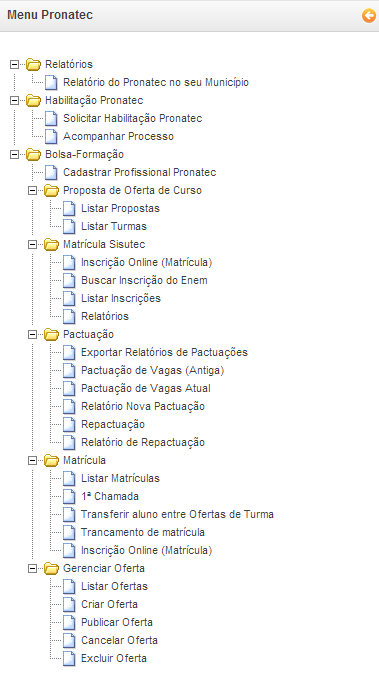 Menu Pronatec
Relatórios
Relatório do Pronatec no seu Município
Habilitação Pronatec
Solicitar Habilitação Pronatec
Acompanhar Processo
Bolsa-Formação
Cadastrar Profissional Pronatec
Proposta de Oferta de Curso
Listar Propostas
Listar Turmas
Matrícula Sisutec
Inscrição Online (Matrícula)
Buscar Inscrição do Enem
Listar Inscrições
Relatórios
Pactuação
Exportar Relatórios de Pactuações
Pactuação de Vagas (Antiga)
Pactuação de Vagas Atual
Relatório Nova Pactuação
Repactuação
Relatório de Repactuação
Matrícula
Listar Matrículas
1ª Chamada
Transferir aluno entre Ofertas de Turma
Trancamento de matrícula
Inscrição Online (Matrícula)
Gerenciar Oferta
Listar Ofertas
Criar Oferta
Publicar Oferta
Cancelar Oferta
Excluir Oferta